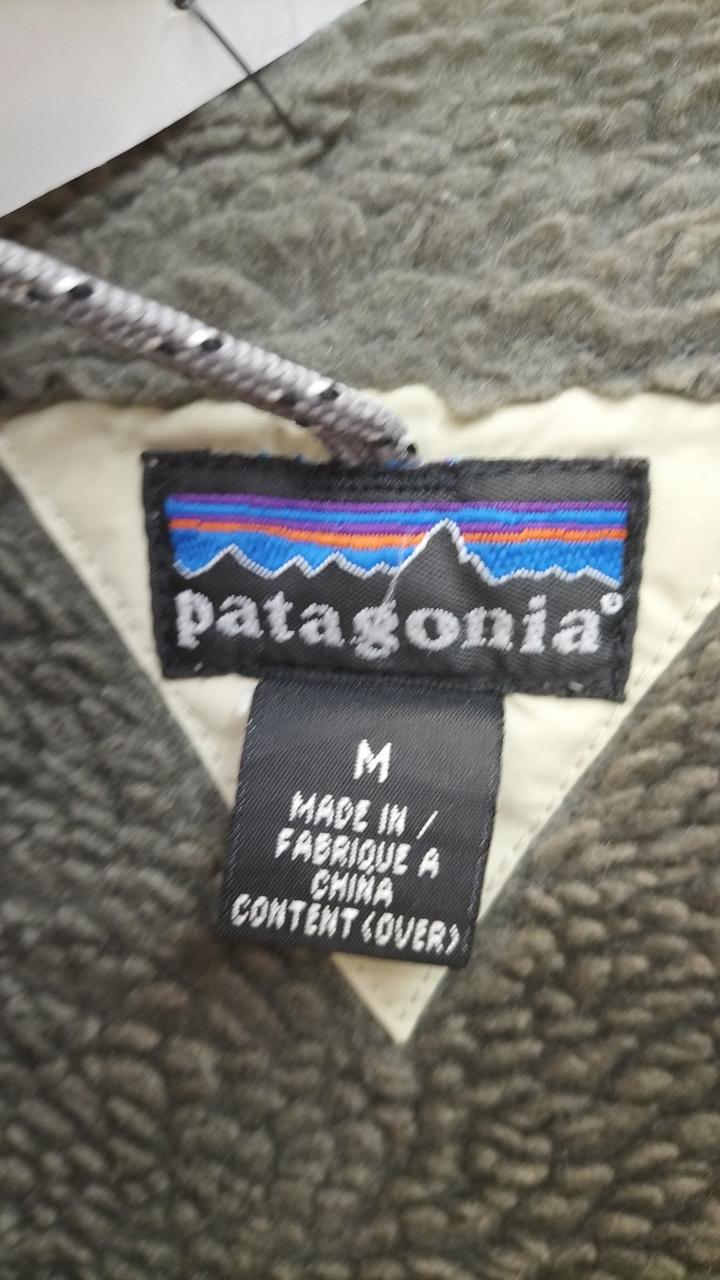 patagonia®
M
MADE IN /
FABRIQUE A
CHINA
CONTENT (OVER)